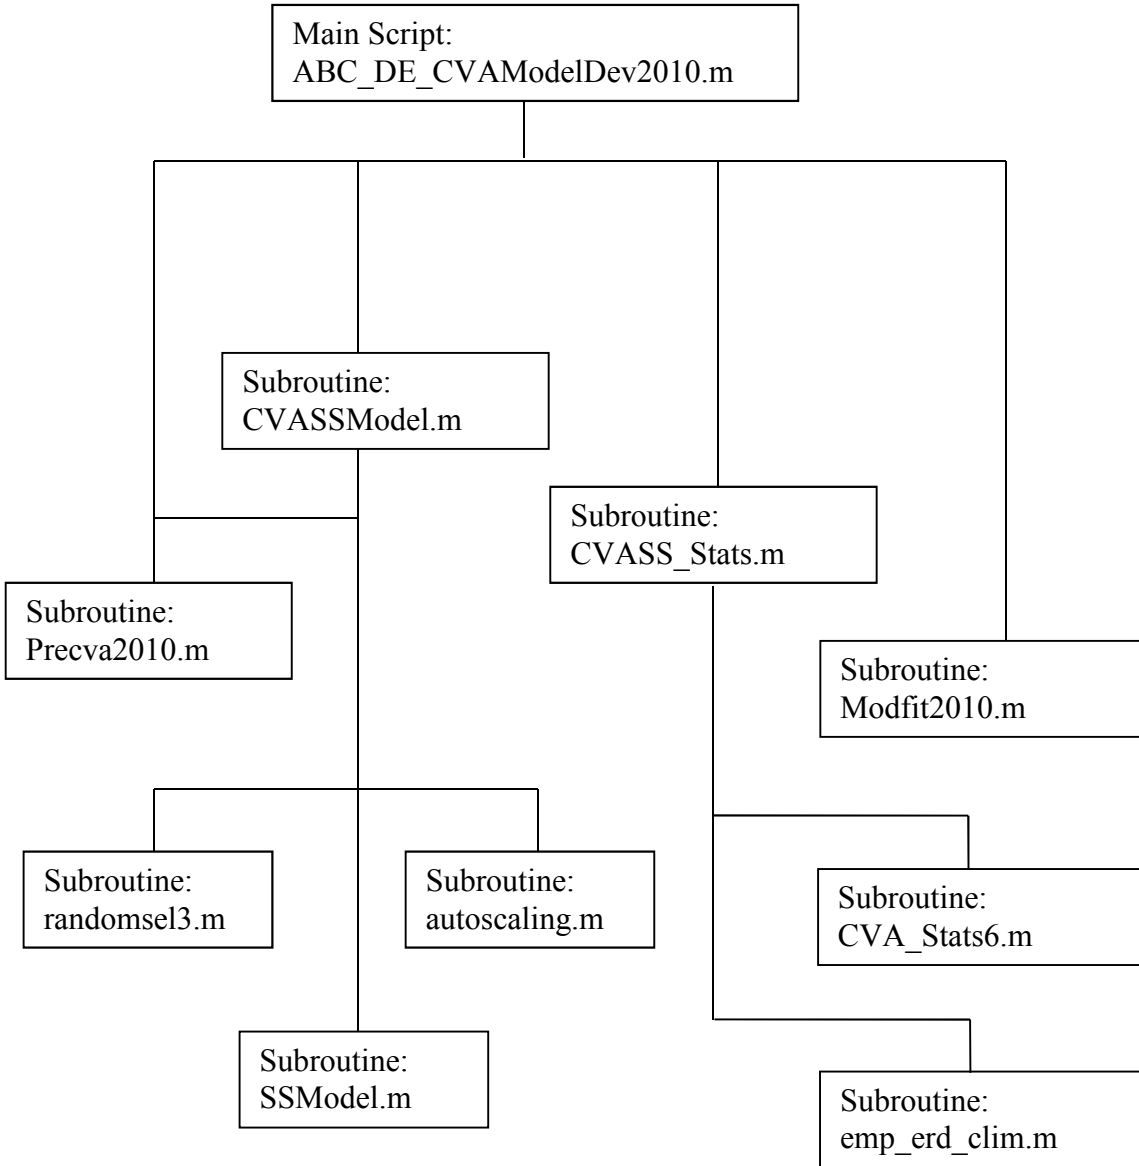 Main Script:
ABC_DE_CVAModelDev2010.m
Subroutine:
CVASSModel.m
Subroutine:
CVASS_Stats.m
Subroutine:
Precva2010.m
Subroutine:
Modfit2010.m
Subroutine:
randomsel3.m
Subroutine:
autoscaling.m
Subroutine:
CVA_Stats6.m
Subroutine:
SSModel.m
Subroutine:
emp_erd_clim.m